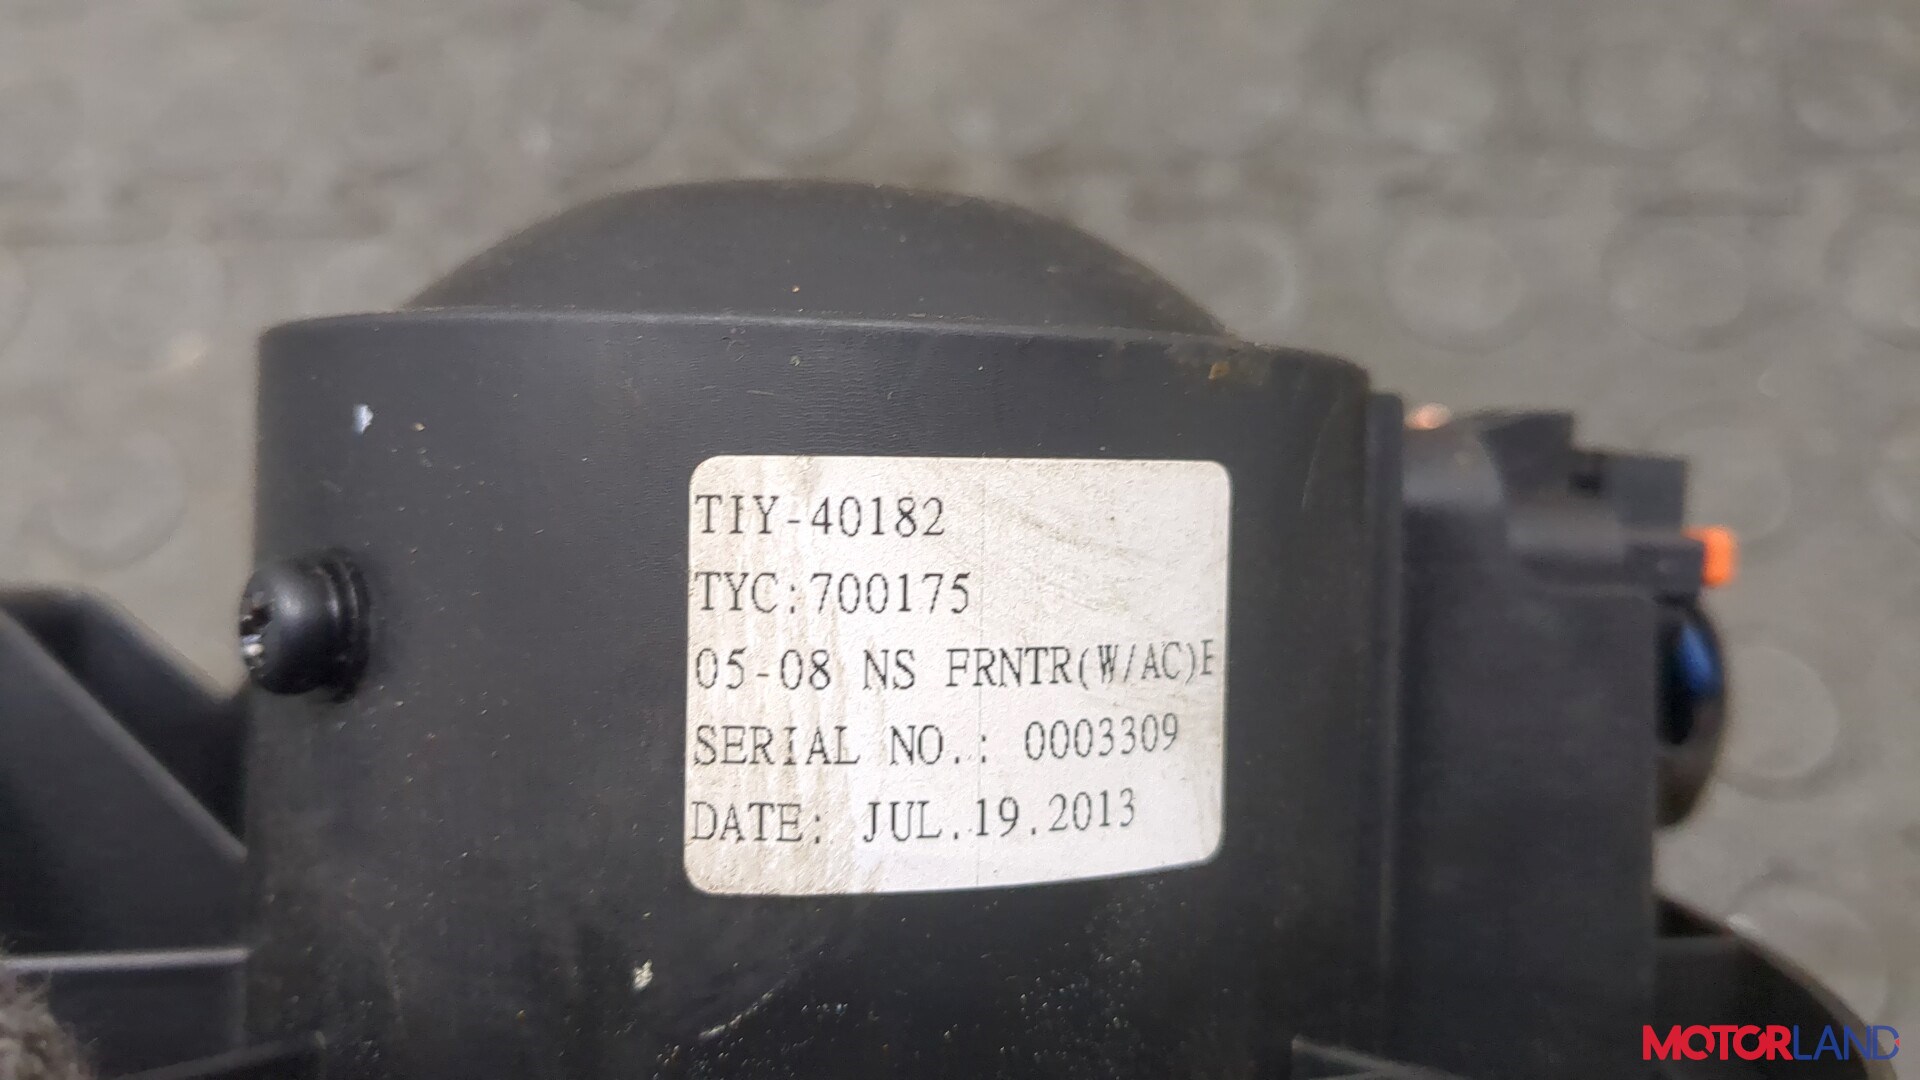 TIY-40182
TYC:700175
05-08 NS FRNTR(W/AC)E
SERIAL NO.: 0003309
DATE: JUL.19.2013
MOTORLAND